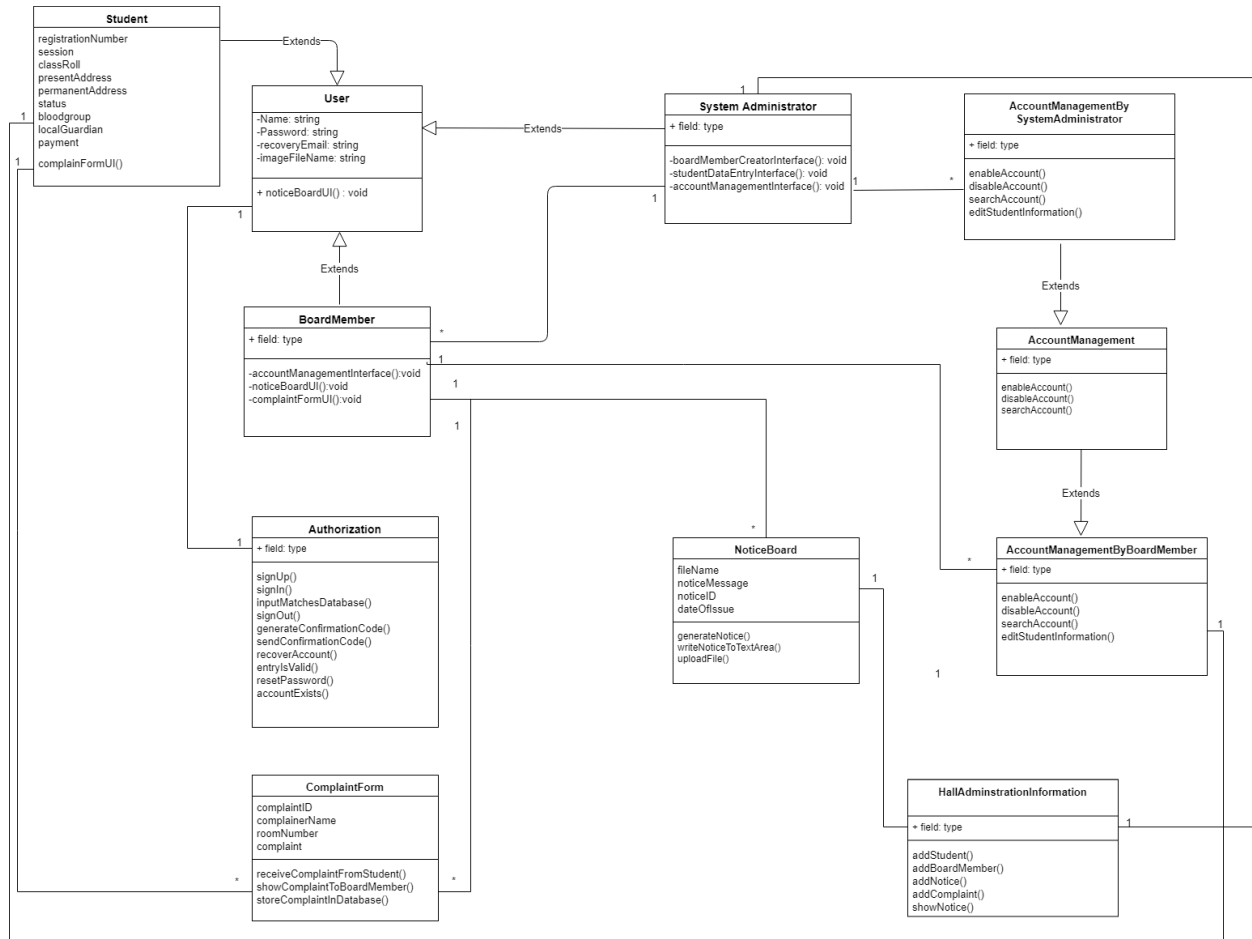 Student
registrationNumber
session
classRoll
presentAddress
permanentAddress
status
bloodgroup
localGuardian
payment
complainFormUI()
1
1
Extends
User
-Name: string
-Password: string
-recoveryEmail: string
-imageFileName: string
+ noticeBoardUI() : void
1
Extends
Extends
1
System Administrator
+ field: type
-boardMemberCreatorInterface(): void
-studentDataEntryInterface(): void
-accountManagementInterface(): void
1
1
*
AccountManagementBy
SystemAdministrator
+ field: type
enableAccount()
disableAccount()
searchAccount()
editStudentInformation()
Extends
BoardMember
+ field: type
-accountManagementInterface():void
-noticeBoardUI():void
-complaintFormUI():void
*
1
1
1
AccountManagement
+ field: type
enableAccount()
disableAccount()
searchAccount()
Extends
Authorization
+ field: type
signUp()
signIn()
inputMatchesDatabase()
signOut()
generateConfirmationCode()
sendConfirmationCode()
recoverAccount()
entryIsValid()
resetPassword()
accountExists()
1
*
NoticeBoard
fileName
noticeMessage
noticeID
dateOfIssue
generateNotice()
writeNoticeToTextArea()
uploadFile()
1
*
AccountManagementByBoardMember
+ field: type
enableAccount()
disableAccount()
searchAccount()
editStudentInformation()
1
1
ComplaintForm
complaintID
complainerName
roomNumber
complaint
receiveComplaintFromStudent()
showComplaintToBoardMember()
storeComplaintInDatabase()
*
*
HallAdminstrationInformation
+ field: type
addStudent()
addBoardMember()
addNotice()
addComplaint()
showNotice()
1